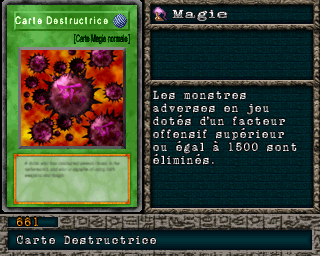 Carte Destructrice
[Carte Magie normale]
Magie
Les monstres
adverses en jeu
dotés d'un facteur
offensif supérieur
ou égal à 1500 sont
éliminés.
661
Carte Destructrice